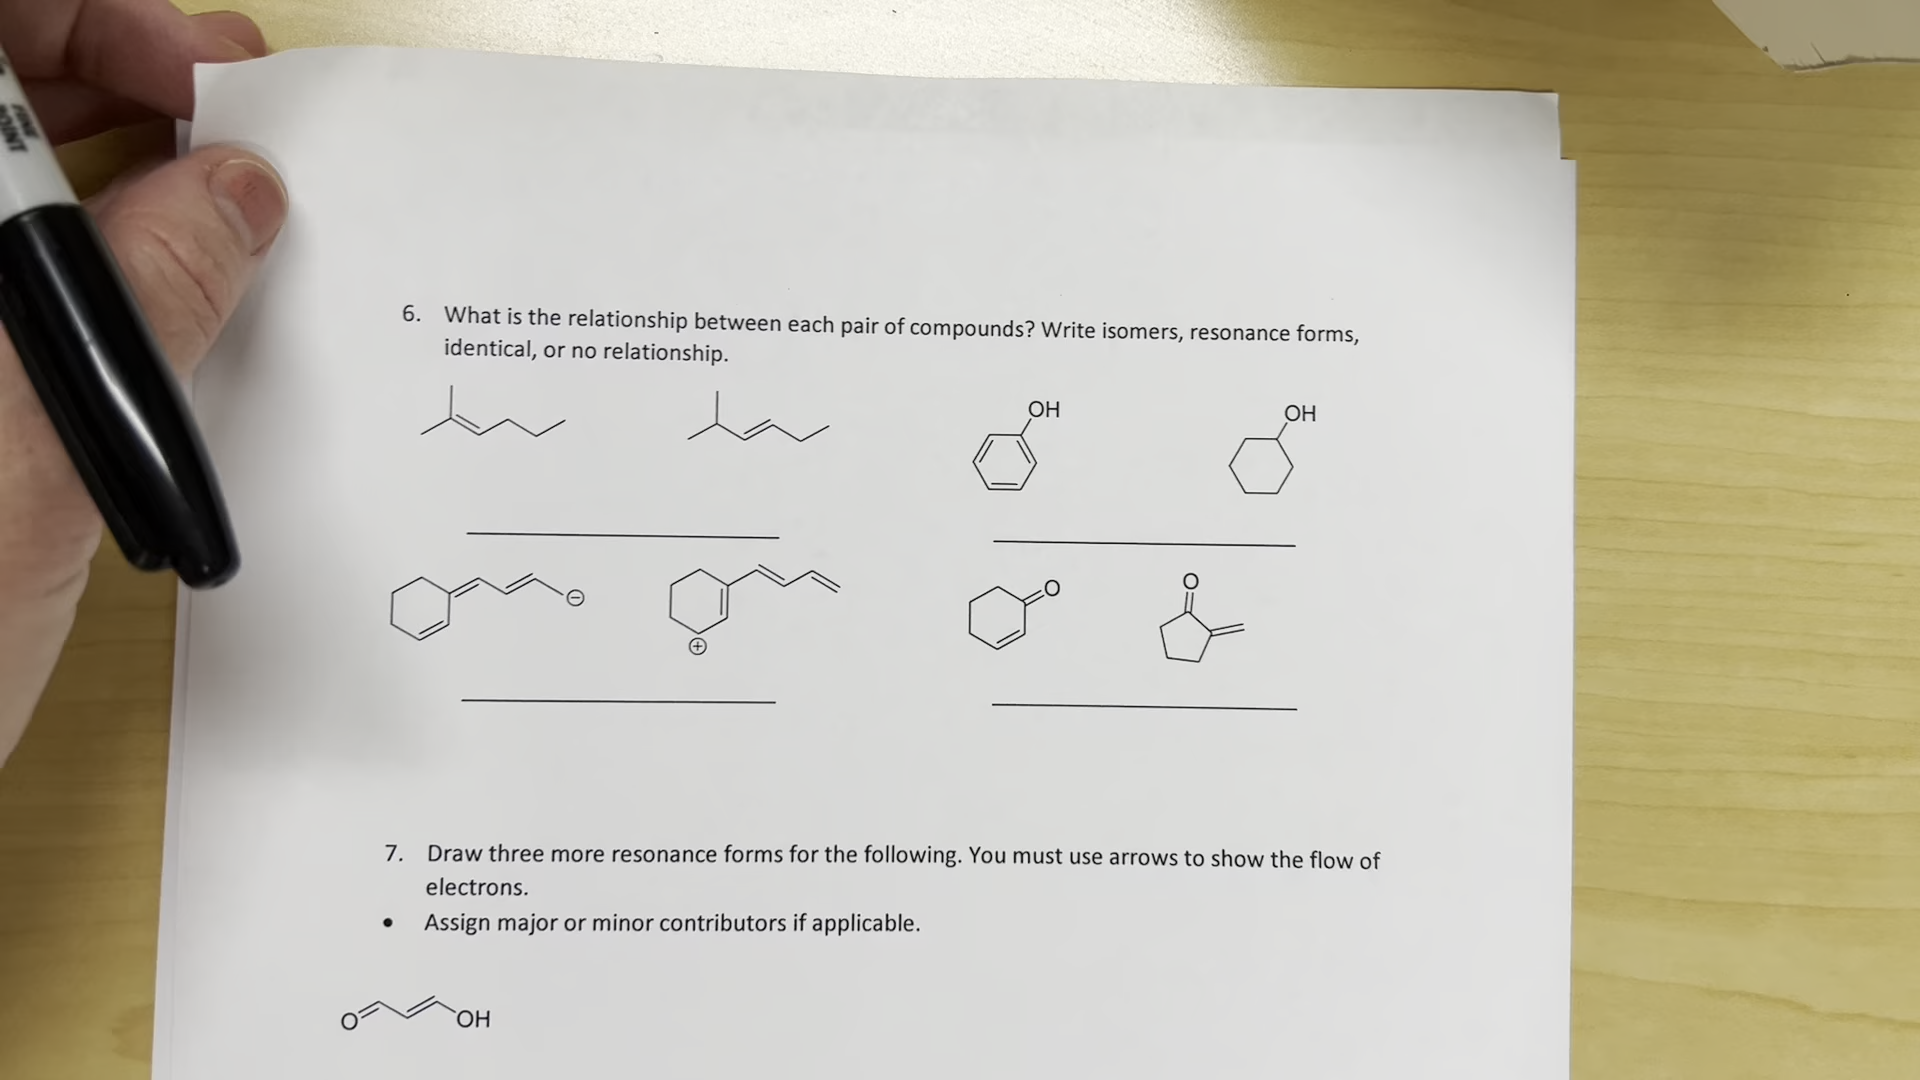 FINE
POINT
6. What is the relationship between each pair of compounds? Write isomers, resonance forms,
identical, or no relationship.
OH
OH
⊖
O
O
⊕
7. Draw three more resonance forms for the following. You must use arrows to show the flow of
electrons.
• Assign major or minor contributors if applicable.
O OH